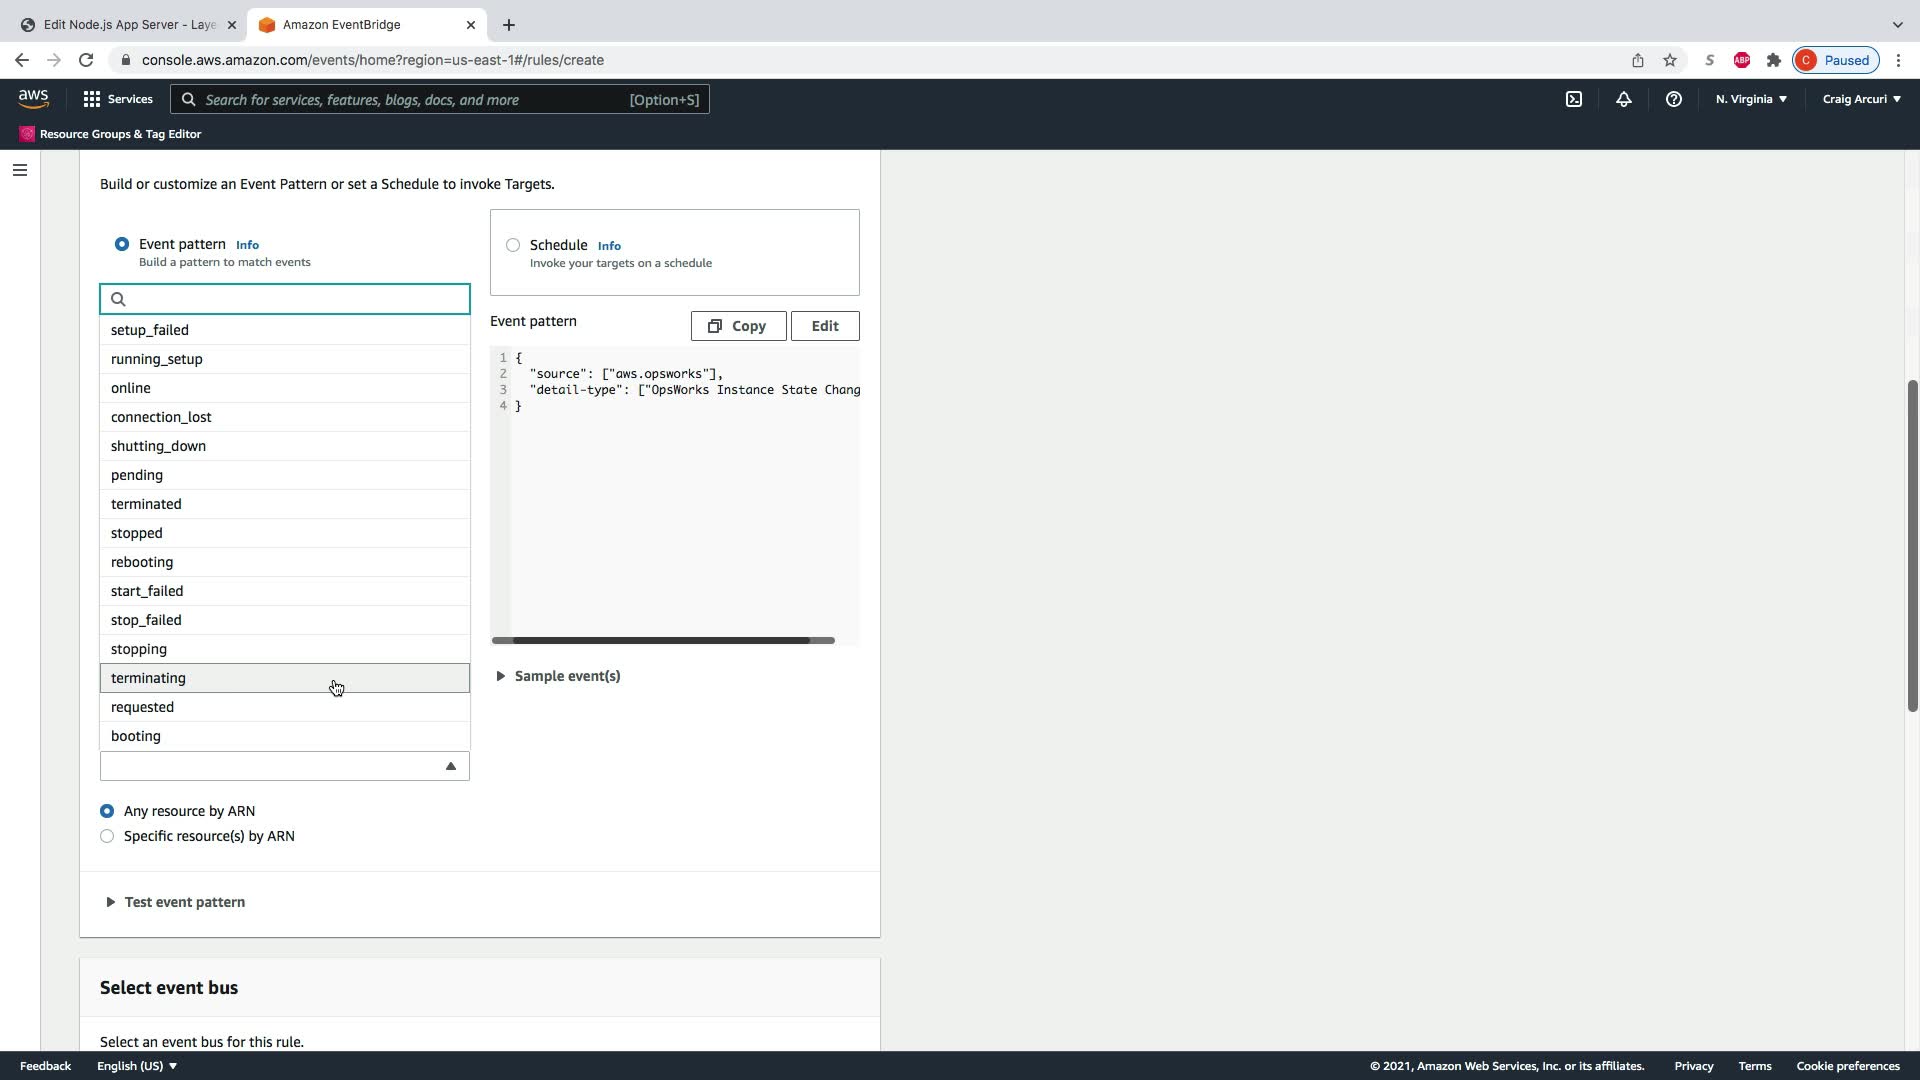 Edit Node.js App Server - Laye
Amazon EventBridge
console.aws.amazon.com/events/home?region=us-east-1#/rules/create
S
ABP
C
Paused
aws
Services
Search for services, features, blogs, docs, and more
[Option+S]
N. Virginia
Craig Arcuri
Resource Groups & Tag Editor
Build or customize an Event Pattern or set a Schedule to invoke Targets.
Event pattern Info
Build a pattern to match events
Schedule Info
Invoke your targets on a schedule
setup_failed
running_setup
online
connection_lost
shutting_down
pending
terminated
stopped
rebooting
start_failed
stop_failed
stopping
terminating
requested
booting
Event pattern
Copy
Edit
1 {
2 "source": ["aws.opsworks"],
3 "detail-type": ["OpsWorks Instance State Chang
4 }
Sample event(s)
Any resource by ARN
Specific resource(s) by ARN
Test event pattern
Select event bus
Select an event bus for this rule.
Feedback
English (US)
© 2021, Amazon Web Services, Inc. or its affiliates.
Privacy
Terms
Cookie preferences